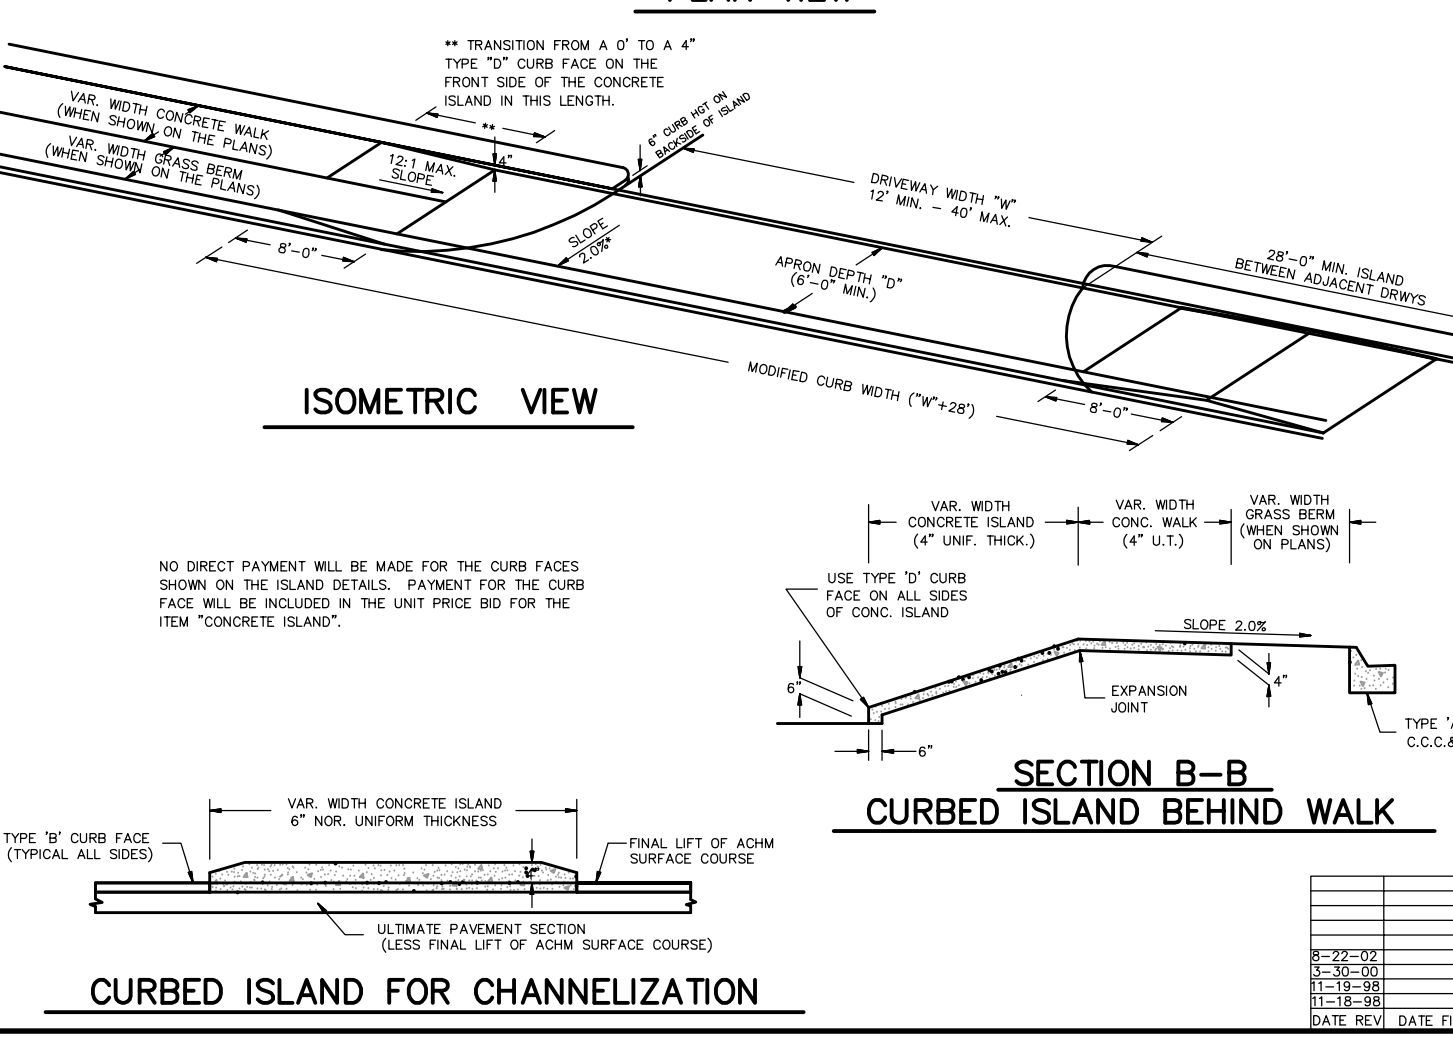 ** TRANSITION FROM A 0' TO A 4"
TYPE "D" CURB FACE ON THE
FRONT SIDE OF THE CONCRETE
ISLAND IN THIS LENGTH.
**
VAR. WIDTH CONCRETE WALK
(WHEN SHOWN ON THE PLANS)
VAR. WIDTH GRASS BERM
(WHEN SHOWN ON THE PLANS)
12:1 MAX.
SLOPE
4"
6" CURB HGT ON
BACKSIDE OF ISLAND
DRIVEWAY WIDTH "W"
12' MIN. - 40' MAX.
8'-0"
SLOPE
2.0%*
APRON DEPTH "D"
(6'-0" MIN.)
28'-0" MIN. ISLAND
BETWEEN ADJACENT DRWYS
MODIFIED CURB WIDTH ("W"+28')
8'-0"
ISOMETRIC VIEW
NO DIRECT PAYMENT WILL BE MADE FOR THE CURB FACES
SHOWN ON THE ISLAND DETAILS. PAYMENT FOR THE CURB
FACE WILL BE INCLUDED IN THE UNIT PRICE BID FOR THE
ITEM "CONCRETE ISLAND".
VAR. WIDTH
CONCRETE ISLAND
(4" UNIF. THICK.)
VAR. WIDTH
CONC. WALK
(4" U.T.)
VAR. WIDTH
GRASS BERM
(WHEN SHOWN
ON PLANS)
USE TYPE 'D' CURB
FACE ON ALL SIDES
OF CONC. ISLAND
SLOPE 2.0%
6"
4"
EXPANSION
JOINT
TYPE
C.C.C.&
6"
SECTION B-B
CURBED ISLAND BEHIND WALK
VAR. WIDTH CONCRETE ISLAND
6" NOR. UNIFORM THICKNESS
TYPE 'B' CURB FACE
(TYPICAL ALL SIDES)
FINAL LIFT OF ACHM
SURFACE COURSE
ULTIMATE PAVEMENT SECTION
(LESS FINAL LIFT OF ACHM SURFACE COURSE)
CURBED ISLAND FOR CHANNELIZATION
8-22-02
3-30-00
11-19-98
11-18-98
DATE REV DATE